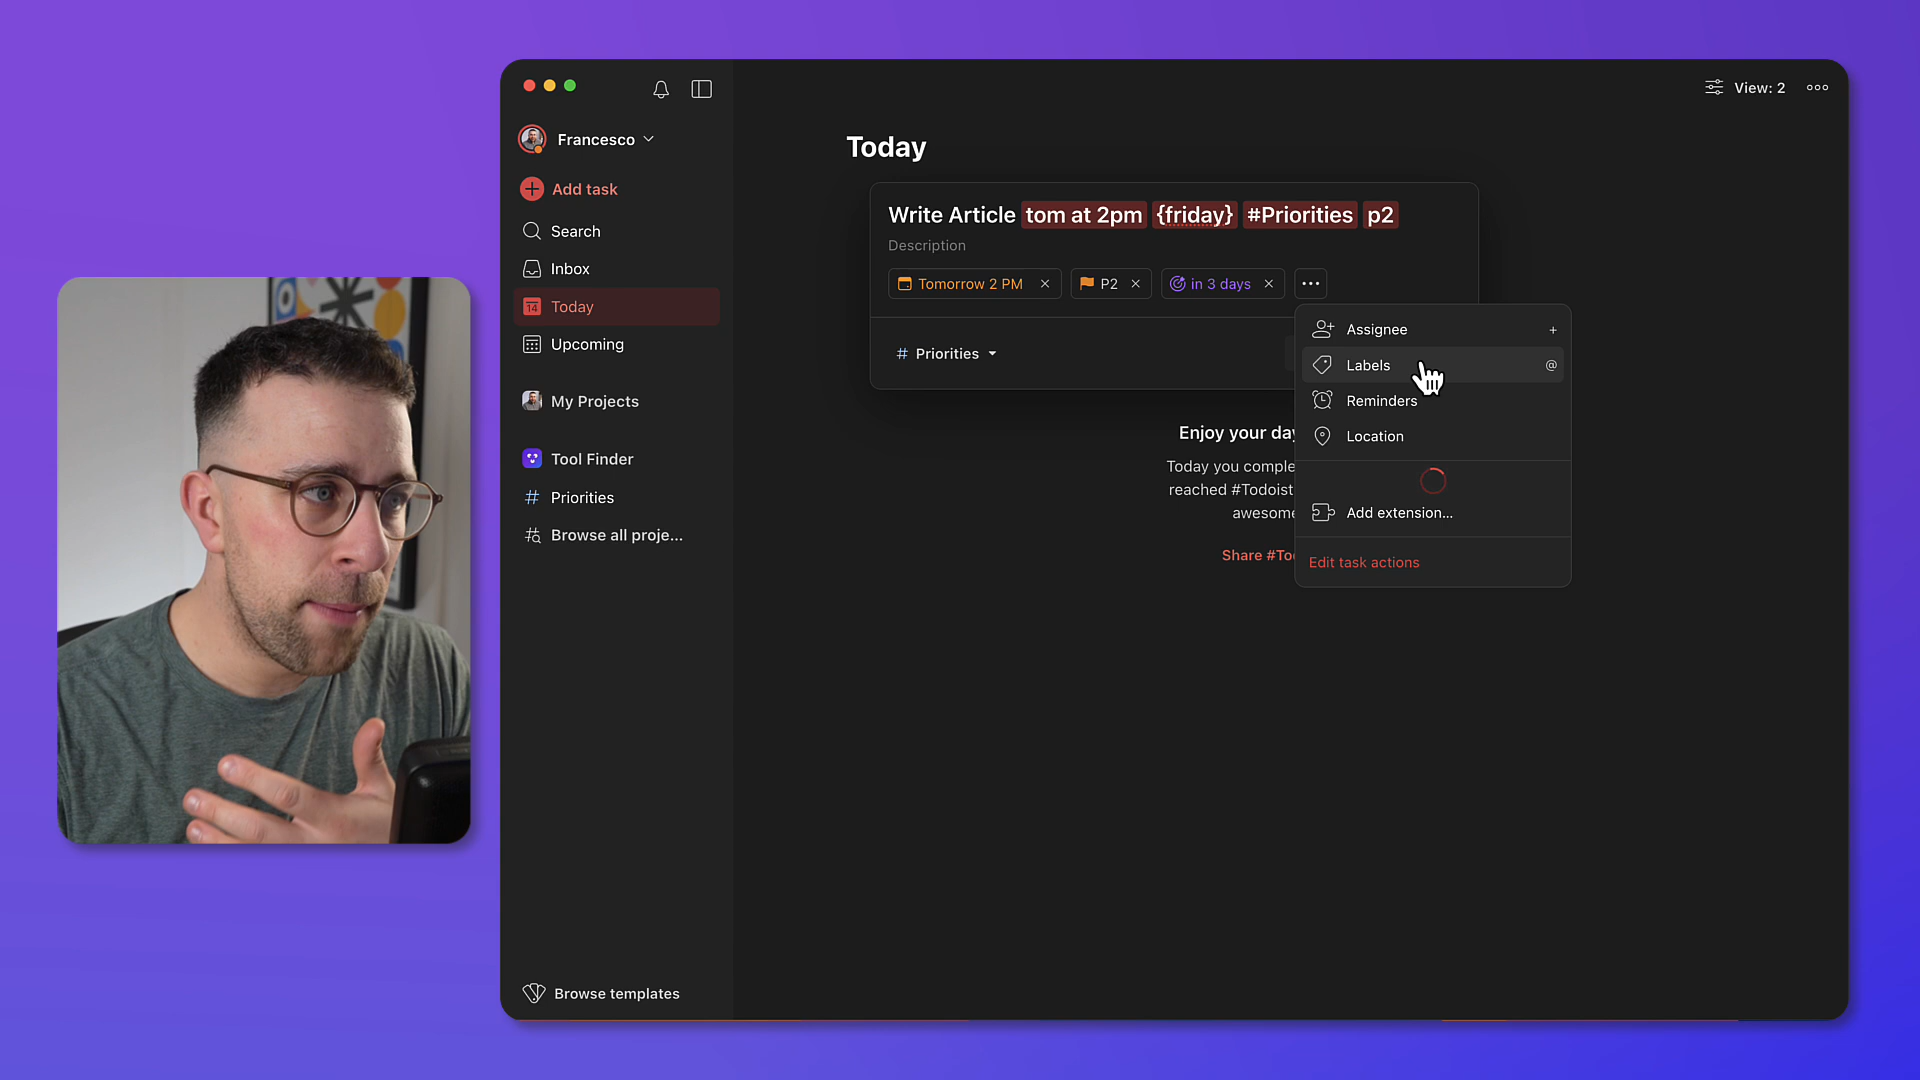 View: 2
Francesco
Add task
Search
Inbox
14
Today
Upcoming
My Projects
Tool Finder
# Priorities
Browse all proje...
Browse templates
Today
Write Article tom at 2pm {friday} #Priorities p2
Description
Tomorrow 2 PM × P2 × in 3 days × ...
# Priorities
Assignee +
Labels @
Reminders
Location
Add extension...
Edit task actions
Enjoy your day
Today you comple
reached #Todoist
awesome
Share #To